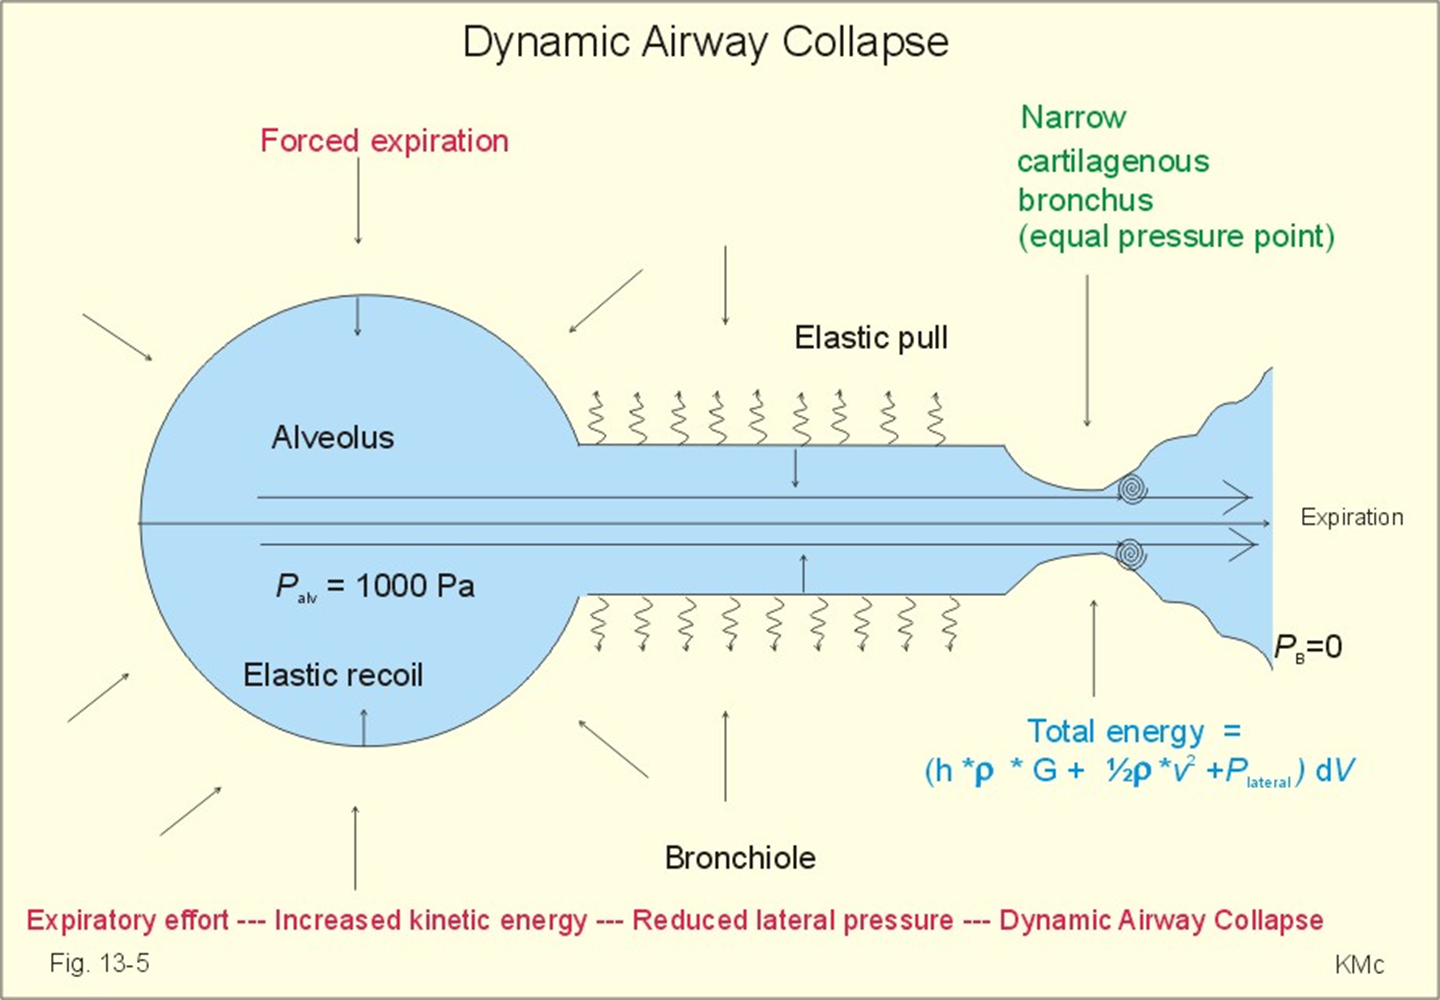 Dynamic Airway Collapse
Forced expiration
Narrow
cartilagenous
bronchus
(equal pressure point)
Elastic pull
Alveolus
Expiration
Palv = 1000 Pa
Elastic recoil
PB=0
Total energy =
(h *ρ * G + ½ρ *v² +Plateral) dV
Bronchiole
Expiratory effort --- Increased kinetic energy --- Reduced lateral pressure --- Dynamic Airway Collapse
Fig. 13-5
KMc